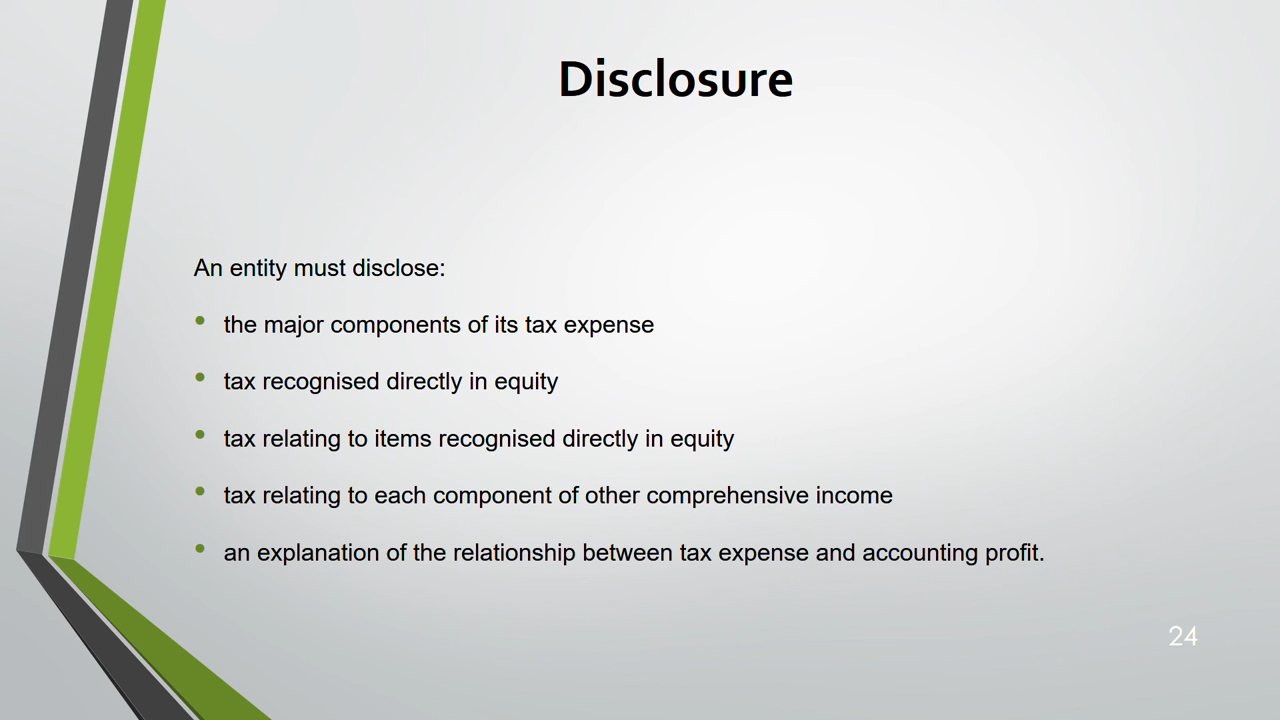 Disclosure
An entity must disclose:
• the major components of its tax expense
• tax recognised directly in equity
• tax relating to items recognised directly in equity
• tax relating to each component of other comprehensive income
• an explanation of the relationship between tax expense and accounting profit.
24